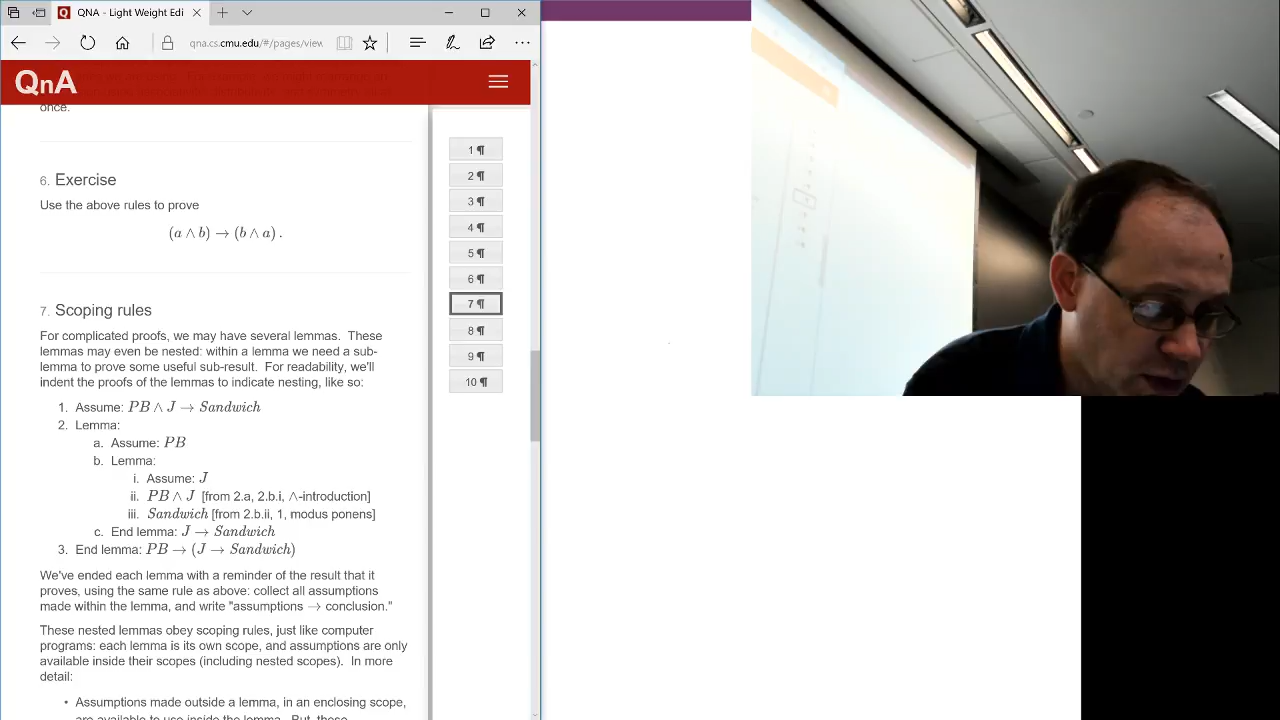 QNA - Light Weight Edi
qna.cs.cmu.edu/#/pages/view
QnA
once.
6. Exercise
Use the above rules to prove
(a ∧ b) → (b ∧ a) .
7. Scoping rules
For complicated proofs, we may have several lemmas. These
lemmas may even be nested: within a lemma we need a sub-
lemma to prove some useful sub-result. For readability, we'll
indent the proofs of the lemmas to indicate nesting, like so:
1. Assume: PB ∧ J → Sandwich
2. Lemma:
a. Assume: PB
b. Lemma:
i. Assume: J
ii. PB ∧ J [from 2.a, 2.b.i, ∧-introduction]
iii. Sandwich [from 2.b.ii, 1, modus ponens]
c. End lemma: J → Sandwich
3. End lemma: PB → (J → Sandwich)
We've ended each lemma with a reminder of the result that it
proves, using the same rule as above: collect all assumptions
made within the lemma, and write "assumptions → conclusion."
These nested lemmas obey scoping rules, just like computer
programs: each lemma is its own scope, and assumptions are only
available inside their scopes (including nested scopes). In more
detail:
• Assumptions made outside a lemma, in an enclosing scope,
are available to use inside the lemma. But, these
1 ¶
2 ¶
3 ¶
4 ¶
5 ¶
6 ¶
7 ¶
8 ¶
9 ¶
10 ¶